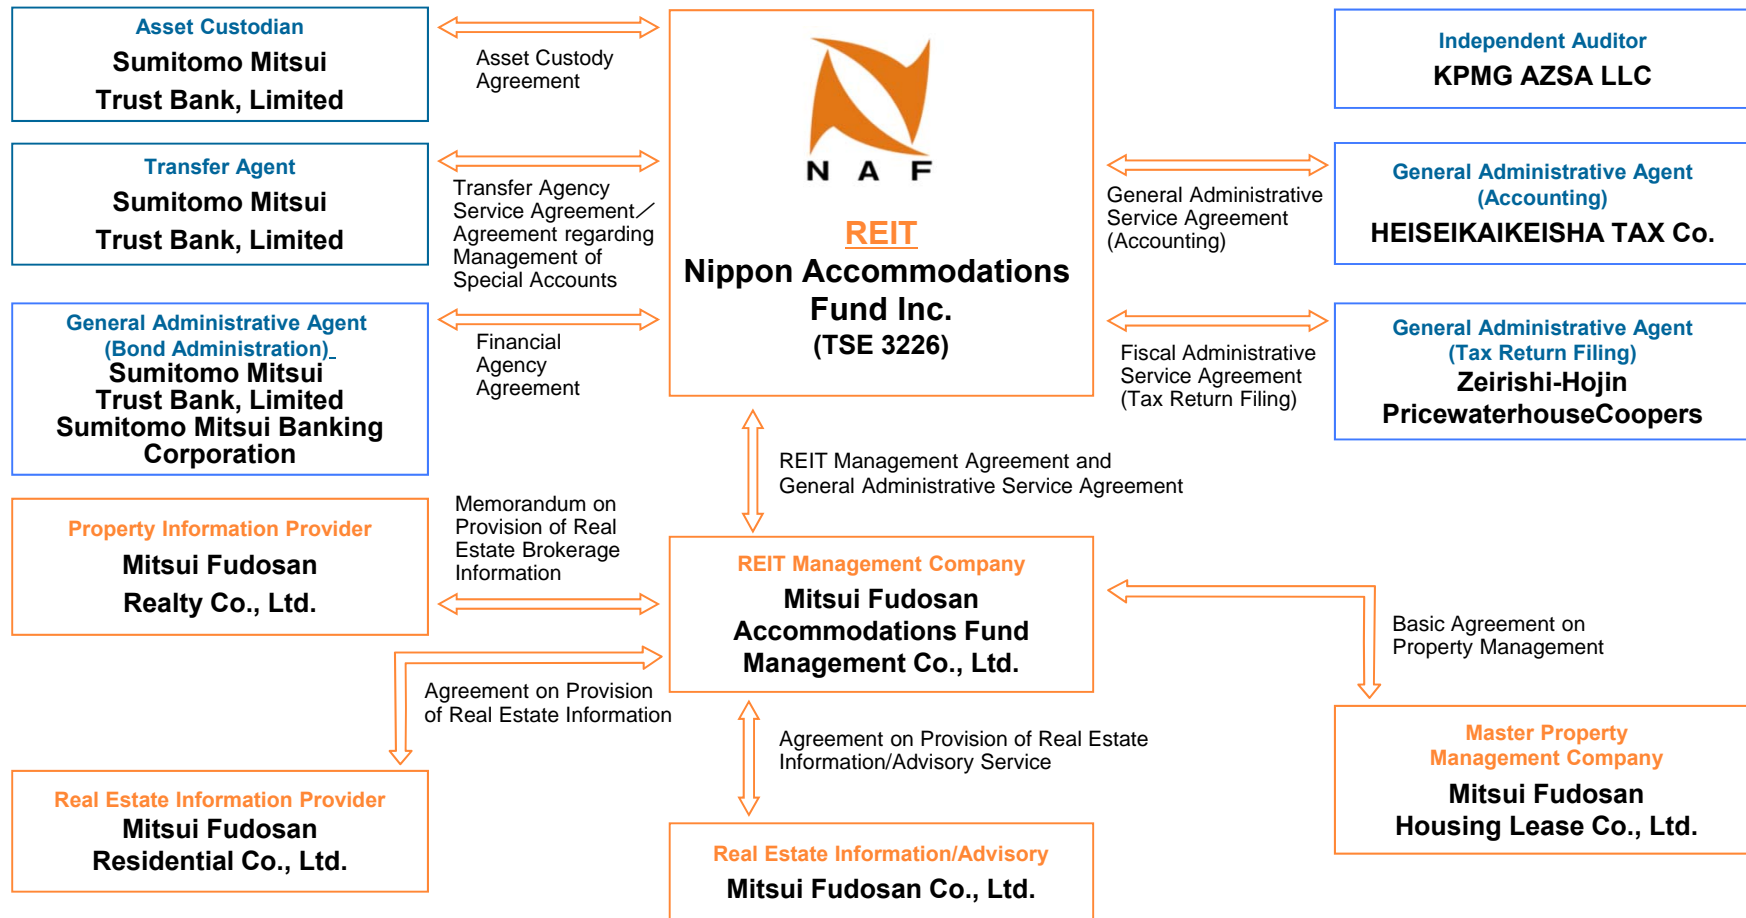 Asset Custodian
Sumitomo Mitsui
Trust Bank, Limited
Asset Custody
Agreement
Transfer Agent
Sumitomo Mitsui
Trust Bank, Limited
Transfer Agency
Service Agreement／
Agreement regarding
Management of
Special Accounts
General Administrative Agent
(Bond Administration)
Sumitomo Mitsui
Trust Bank, Limited
Sumitomo Mitsui Banking
Corporation
Financial
Agency
Agreement
N A F
REIT
Nippon Accommodations
Fund Inc.
(TSE 3226)
Independent Auditor
KPMG AZSA LLC
General Administrative
Service Agreement
(Accounting)
General Administrative Agent
(Accounting)
HEISEIKAIKEISHA TAX Co.
Fiscal Administrative
Service Agreement
(Tax Return Filing)
General Administrative Agent
(Tax Return Filing)
Zeirishi-Hojin
PricewaterhouseCoopers
REIT Management Agreement and
General Administrative Service Agreement
Property Information Provider
Mitsui Fudosan
Realty Co., Ltd.
Memorandum on
Provision of Real
Estate Brokerage
Information
REIT Management Company
Mitsui Fudosan
Accommodations Fund
Management Co., Ltd.
Basic Agreement on
Property Management
Agreement on Provision
of Real Estate Information
Agreement on Provision of Real Estate
Information/Advisory Service
Master Property
Management Company
Mitsui Fudosan
Housing Lease Co., Ltd.
Real Estate Information Provider
Mitsui Fudosan
Residential Co., Ltd.
Real Estate Information/Advisory
Mitsui Fudosan Co., Ltd.